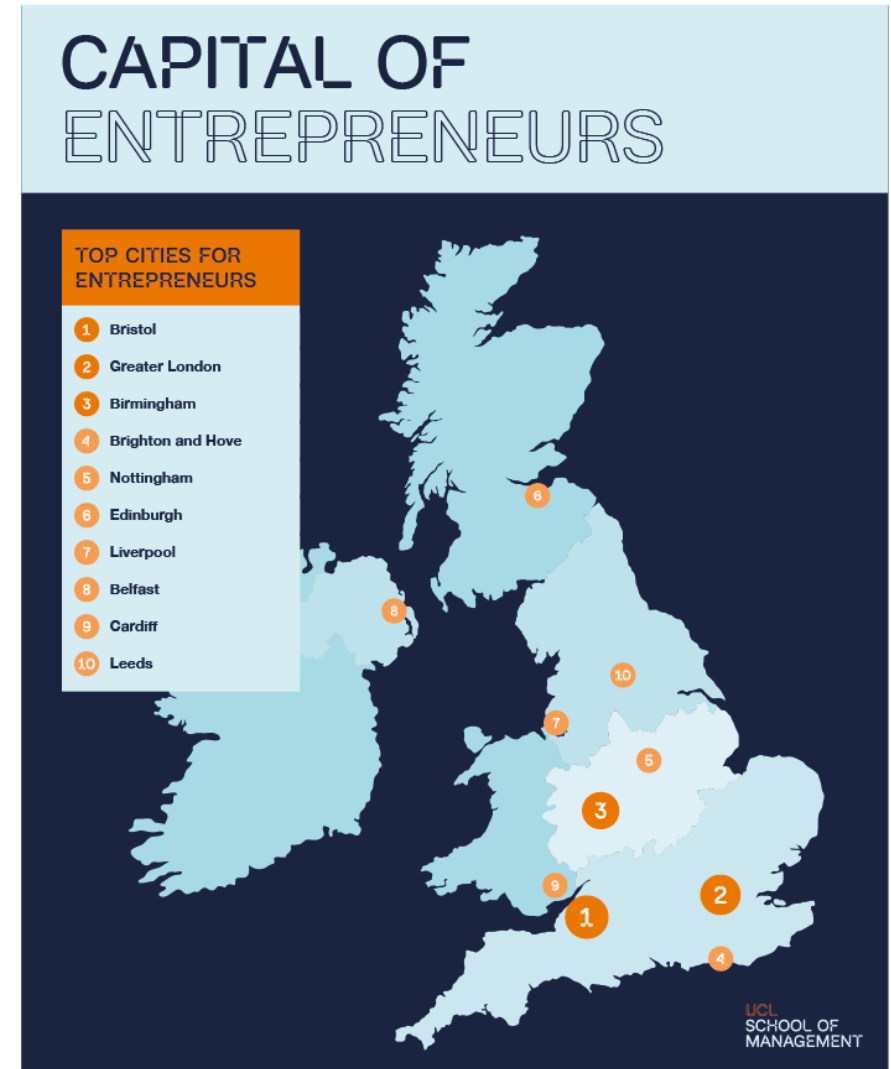 CAPITAL OF
ENTREPRENEURS
TOP CITIES FOR
ENTREPRENEURS
1 Bristol
2 Greater London
3 Birmingham
4 Brighton and Hove
5 Nottingham
6 Edinburgh
7 Liverpool
8 Belfast
9 Cardiff
10 Leeds
6
8
10
7
5
3
9
2
1
4
UCL
SCHOOL OF
MANAGEMENT